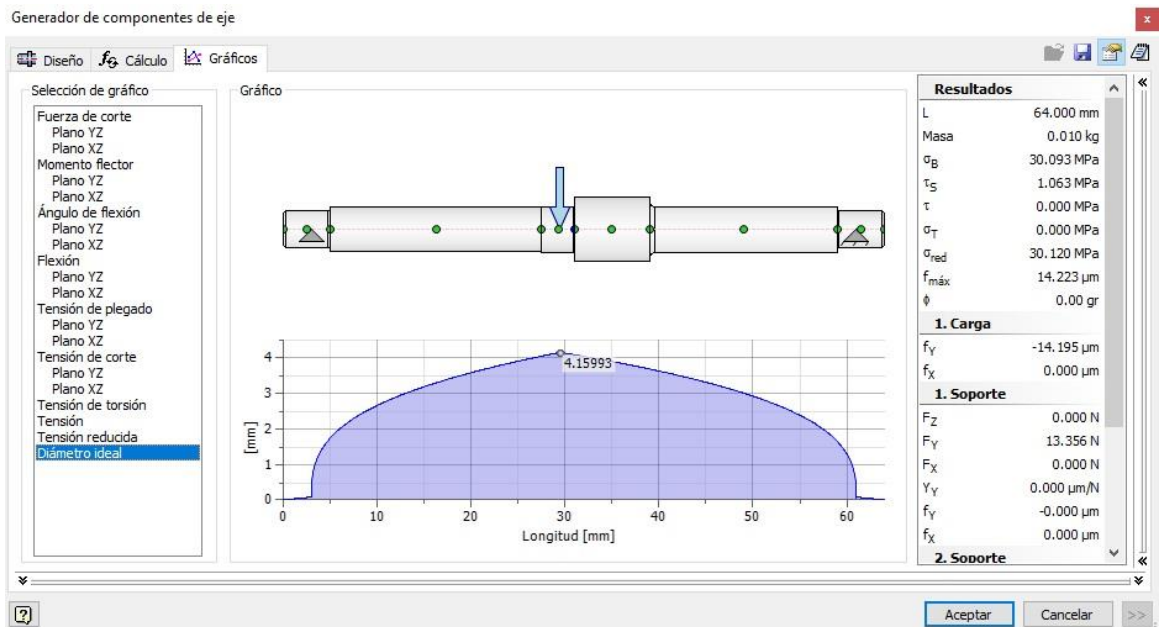 Generador de componentes de eje
Diseño
Cálculo
Gráficos
Selección de gráfico
Fuerza de corte
Plano YZ
Plano XZ
Momento flector
Plano YZ
Plano XZ
Ángulo de flexión
Plano YZ
Plano XZ
Flexión
Plano YZ
Plano XZ
Tensión de plegado
Plano YZ
Plano XZ
Tensión de corte
Plano YZ
Plano XZ
Tensión de torsión
Tensión
Tensión reducida
Diámetro ideal
Gráfico
4.15993
[mm]
4
3
2
1
0
0 10 20 30 40 50 60
Longitud [mm]
Resultados
L 64.000 mm
Masa 0.010 kg
σB 30.093 MPa
τS 1.063 MPa
τ 0.000 MPa
σT 0.000 MPa
σred 30.120 MPa
fmáx 14.223 µm
ϕ 0.00 gr
1. Carga
fY -14.195 µm
fX 0.000 µm
1. Soporte
FZ 0.000 N
FY 13.356 N
FX 0.000 N
YY 0.000 µm/N
fY -0.000 µm
fX 0.000 µm
2. Soporte
Aceptar
Cancelar
>>